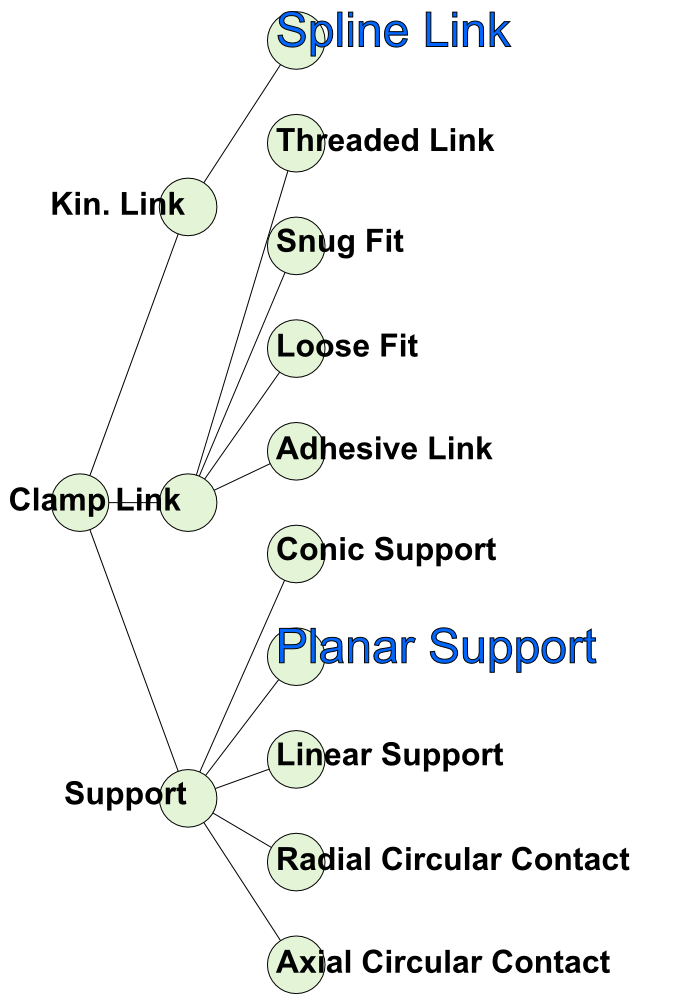 Spline Link
Threaded Link
Kin. Link
Snug Fit
Loose Fit
Adhesive Link
Clamp Link
Conic Support
Planar Support
Linear Support
Support
Radial Circular Contact
Axial Circular Contact